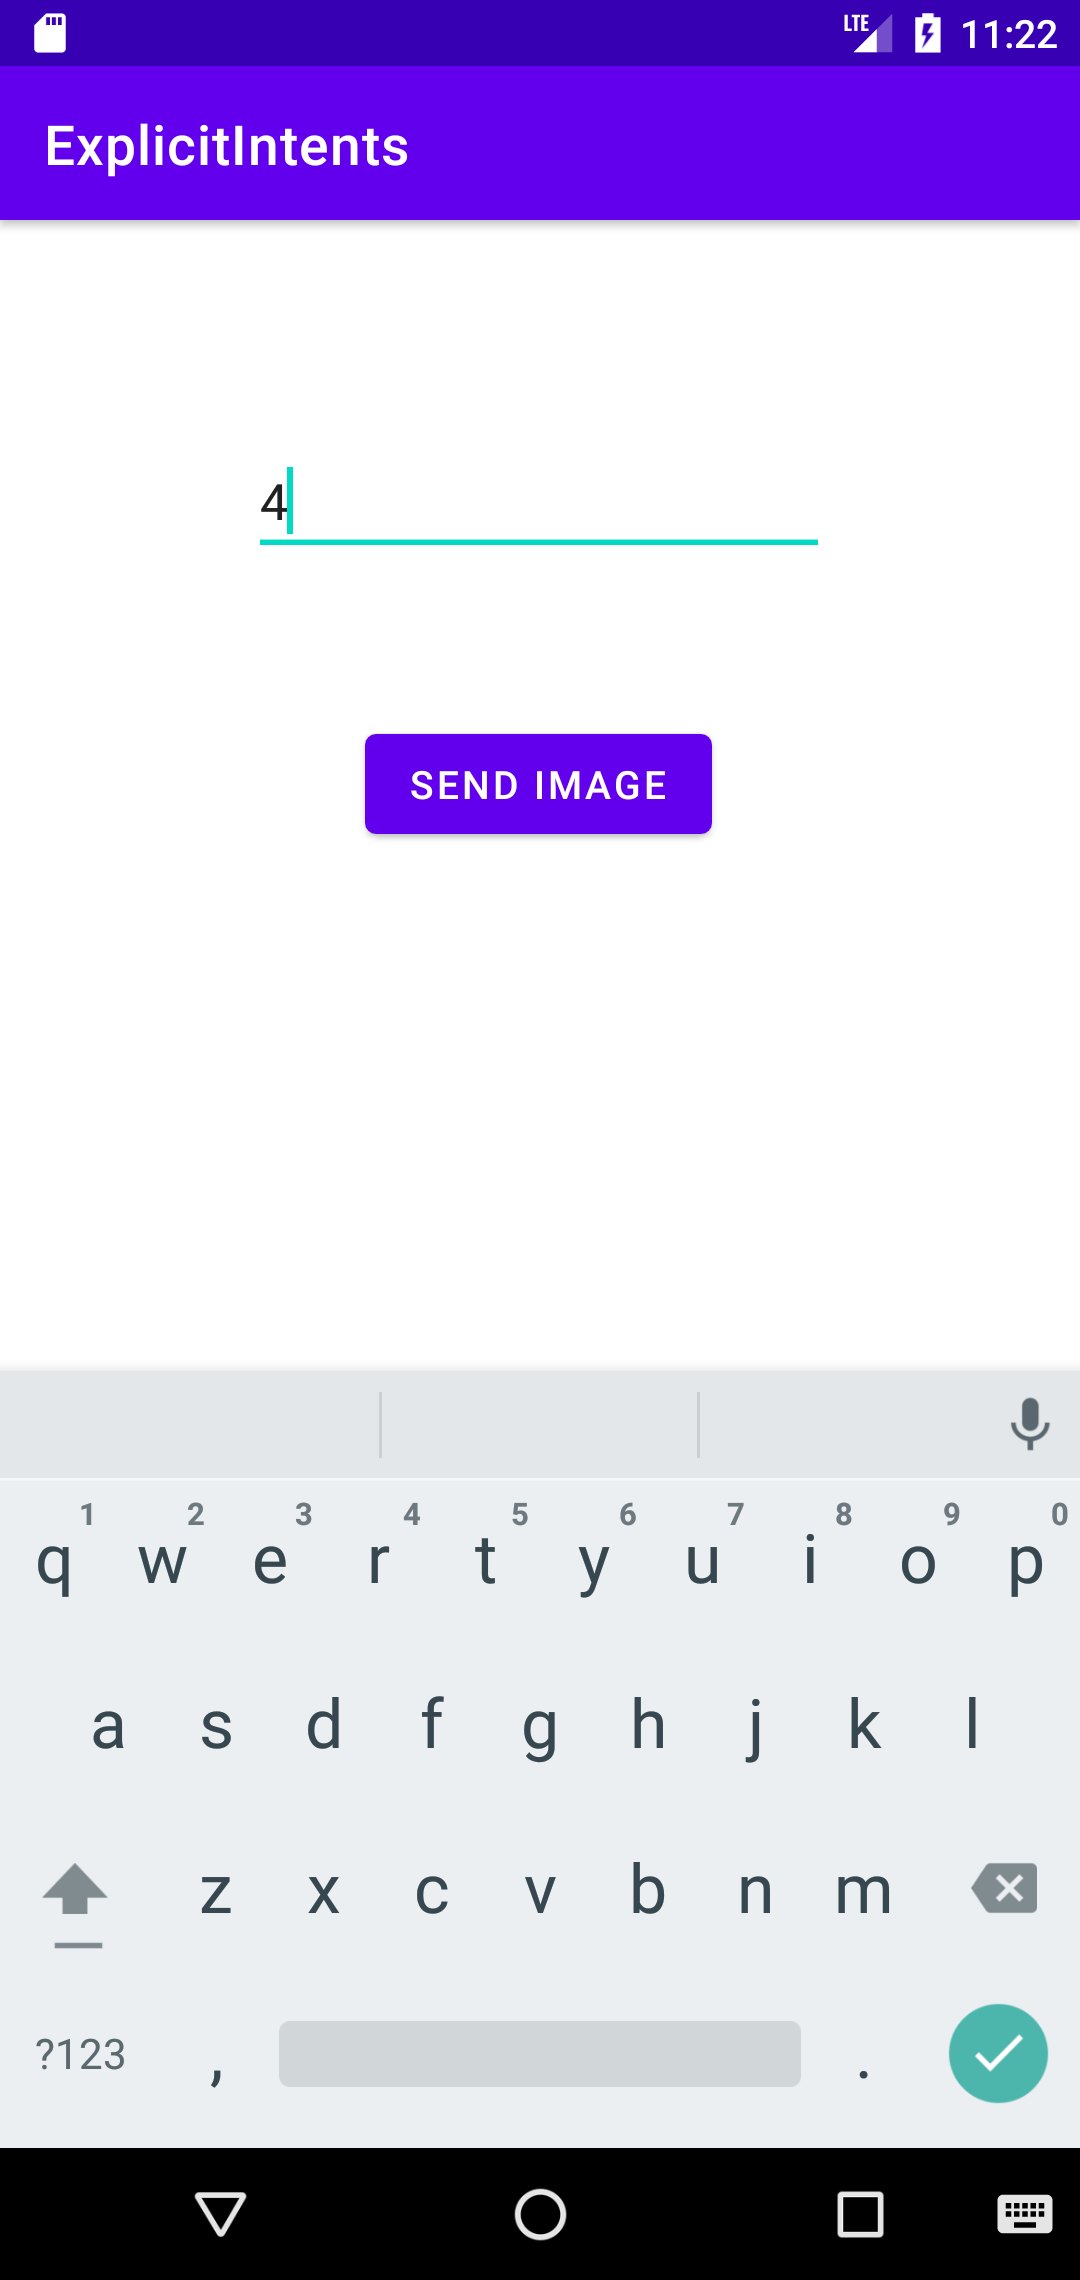 LTE 11:22
ExplicitIntents
4
SEND IMAGE
1 2 3 4 5 6 7 8 9 0
q w e r t y u i o p
a s d f g h j k l
z x c v b n m
?123 , .